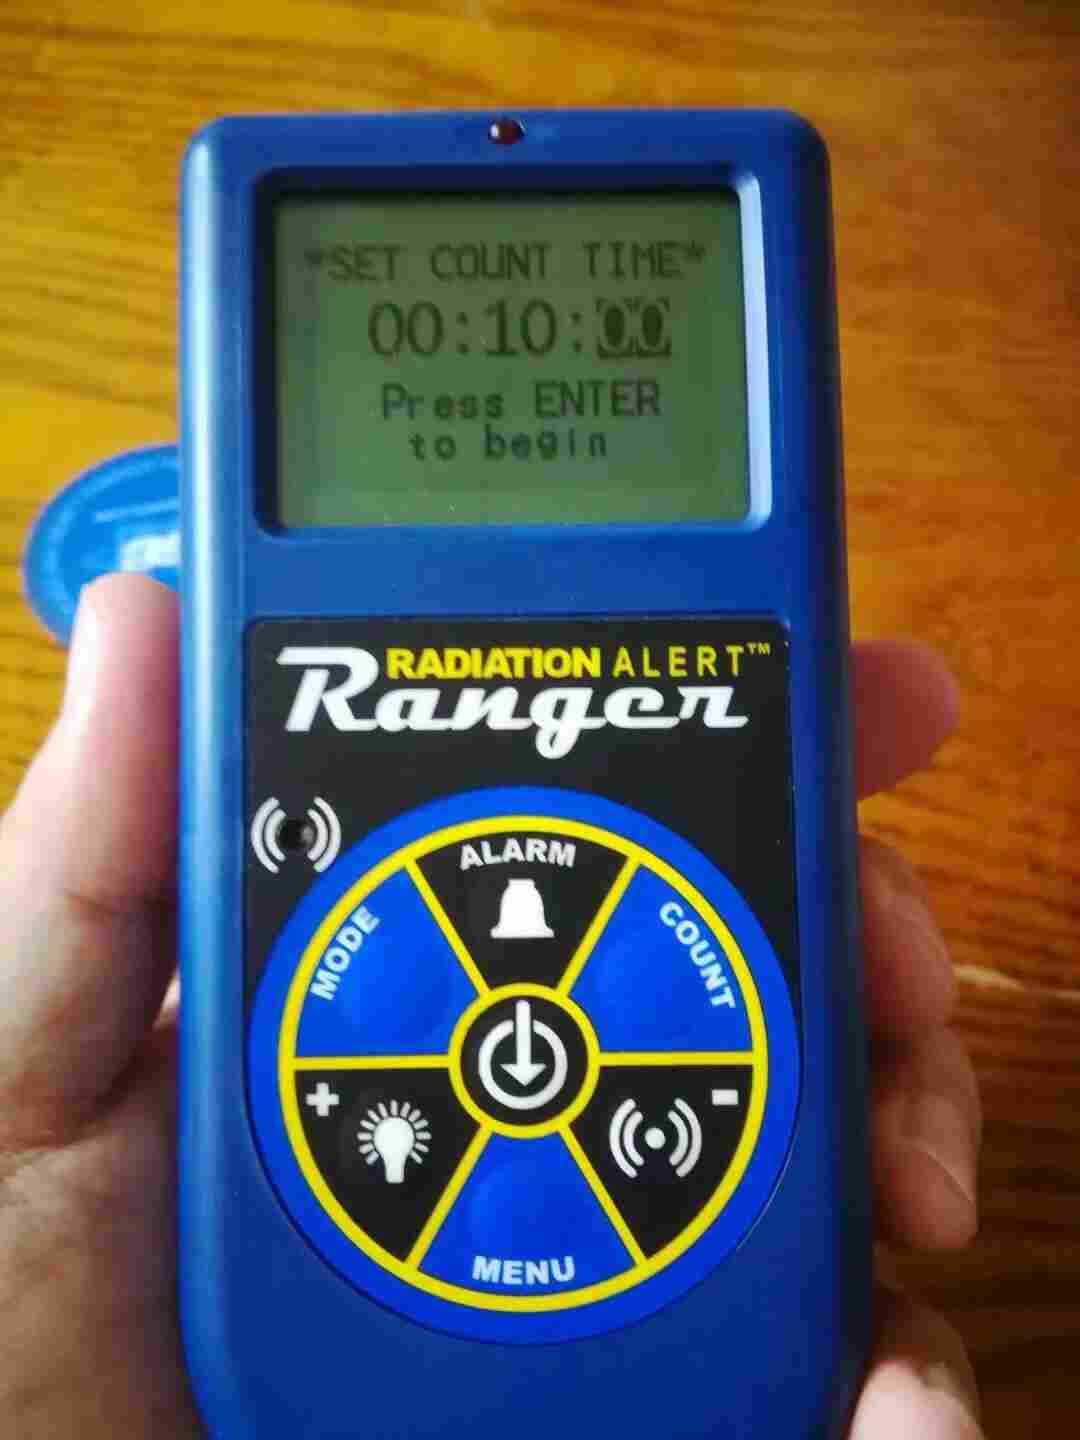 *SET COUNT TIME*
00:10:00
Press ENTER
to begin
RADIATION ALERT™
Ranger
ALARM
MODE
COUNT
+
-
MENU